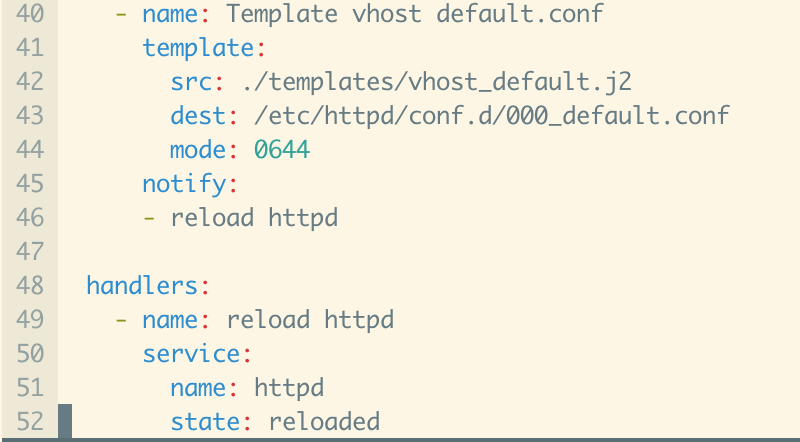 40     - name: Template vhost default.conf
41       template:
42         src: ./templates/vhost_default.j2
43         dest: /etc/httpd/conf.d/000_default.conf
44         mode: 0644
45       notify:
46       - reload httpd
47
48   handlers:
49     - name: reload httpd
50       service:
51         name: httpd
52         state: reloaded